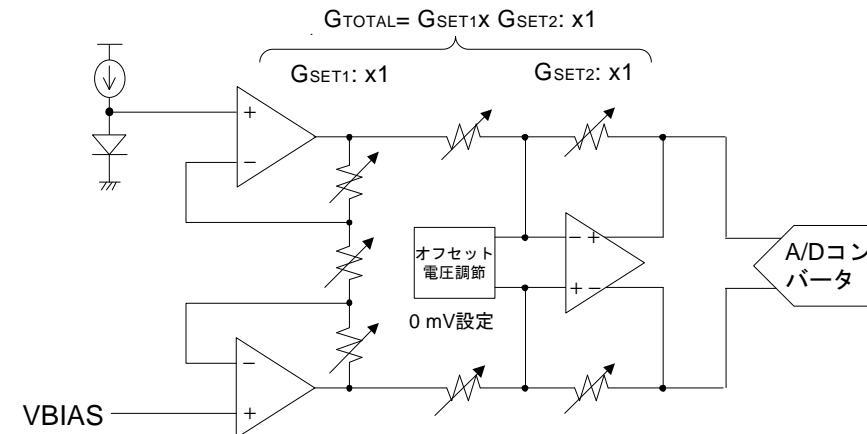 GTOTAL= GSET1x GSET2: x1
GSET1: x1
GSET2: x1
+
−
オフセット
電圧調節
− +
+ −
0 mV設定
A/Dコン
バータ
−
+
VBIAS